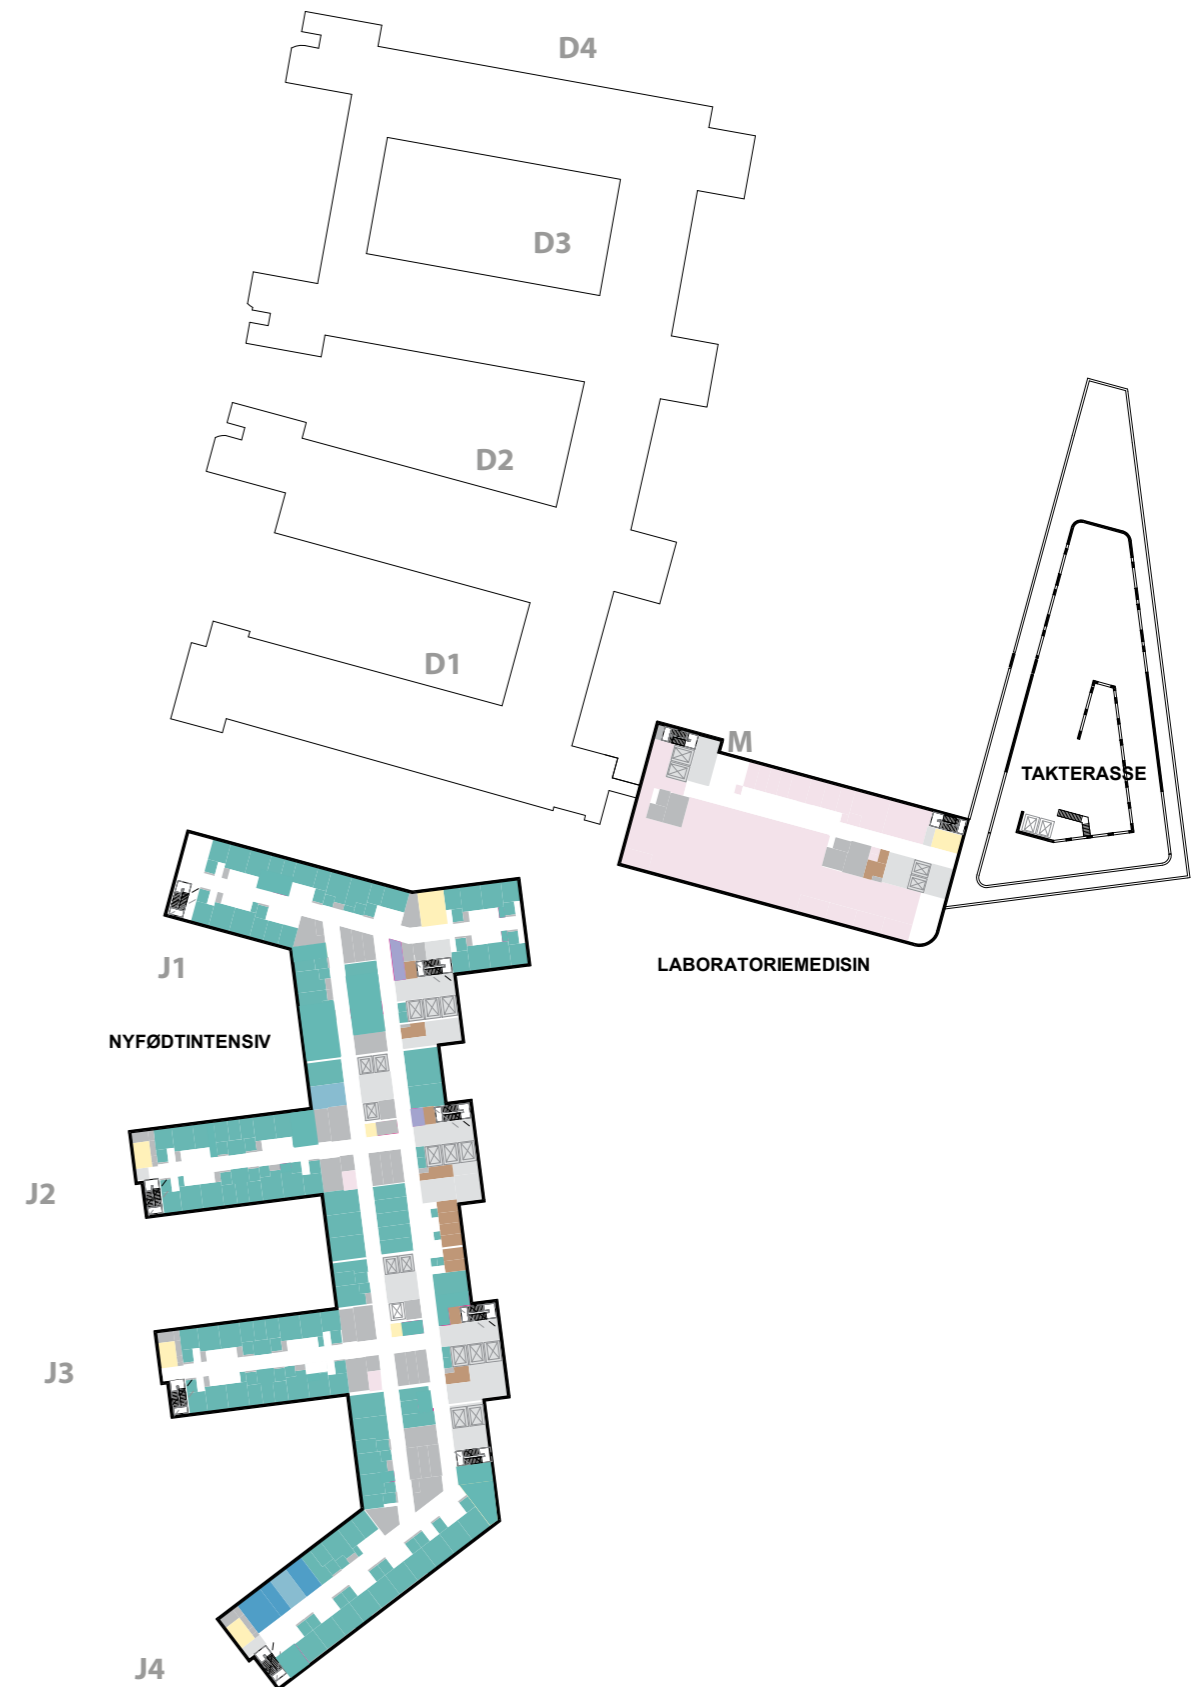 D4
D3
D2
D1
M
TAKTERASSE
LABORATORIEMEDISIN
J1
NYFØDTINTENSIV
J2
J3
J4